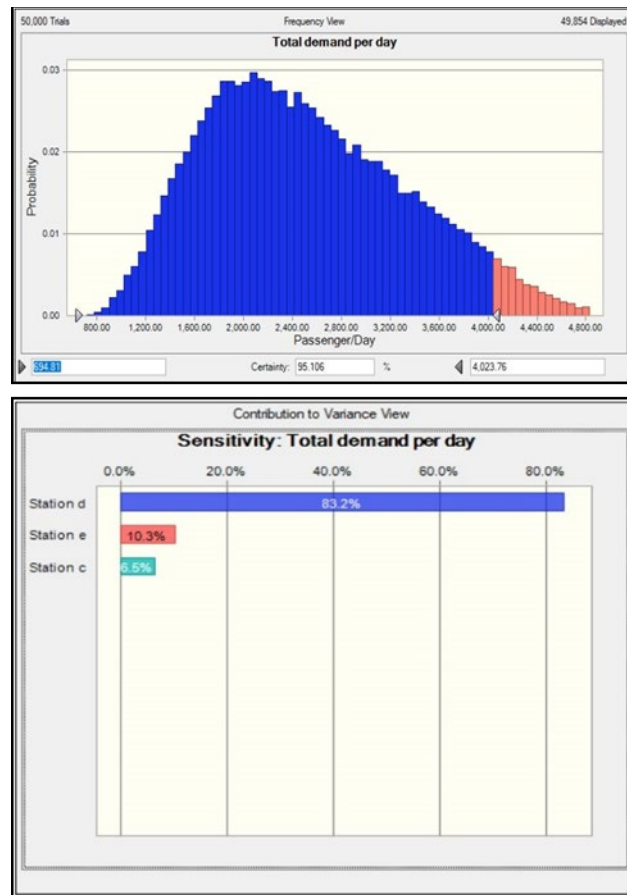 50,000 Trials Frequency View 49,854 Displayed
Total demand per day
0.03
0.02
0.01
0.00
Probability
800.00 1,200.00 1,600.00 2,000.00 2,400.00 2,800.00 3,200.00 3,600.00 4,000.00 4,400.00 4,800.00
Passenger/Day
694.81 Certainty: 95.106 % 4,023.76
Contribution to Variance View
Sensitivity: Total demand per day
0.0% 20.0% 40.0% 60.0% 80.0%
Station d 83.2%
Station e 10.3%
Station c 6.5%